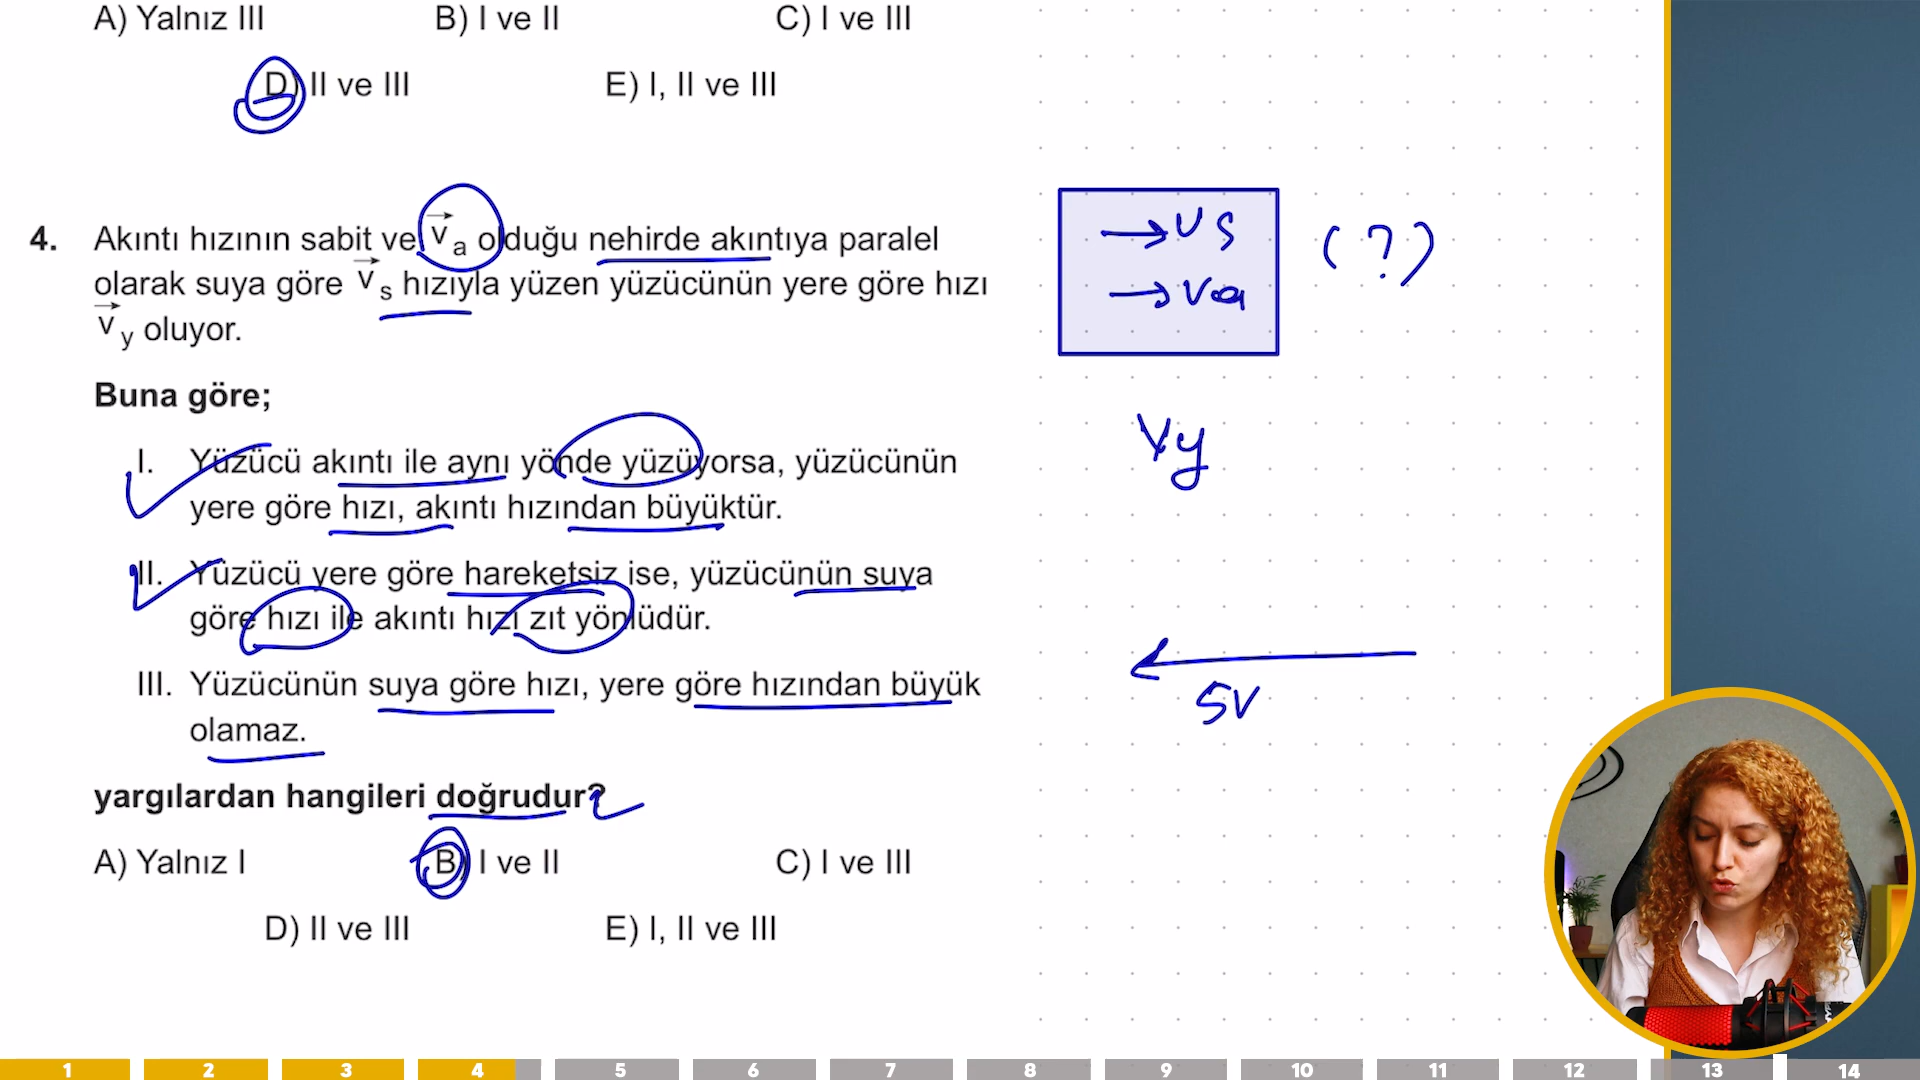 A) Yalnız III B) I ve II C) I ve III
D) II ve III E) I, II ve III
4. Akıntı hızının sabit ve v a olduğu nehirde akıntıya paralel
olarak suya göre v s hızıyla yüzen yüzücünün yere göre hızı
v y oluyor.
Buna göre;
I. Yüzücü akıntı ile aynı yönde yüzüyorsa, yüzücünün
yere göre hızı, akıntı hızından büyüktür.
II. Yüzücü yere göre hareketsiz ise, yüzücünün suya
göre hızı ile akıntı hızı zıt yönlüdür.
III. Yüzücünün suya göre hızı, yere göre hızından büyük
olamaz.
yargılardan hangileri doğrudur?
A) Yalnız I B) I ve II C) I ve III
D) II ve III E) I, II ve III
→ Vs (?)
→ Va
Vy
5V
1 2 3 4 5 6 7 8 9 10 11 12 13 14